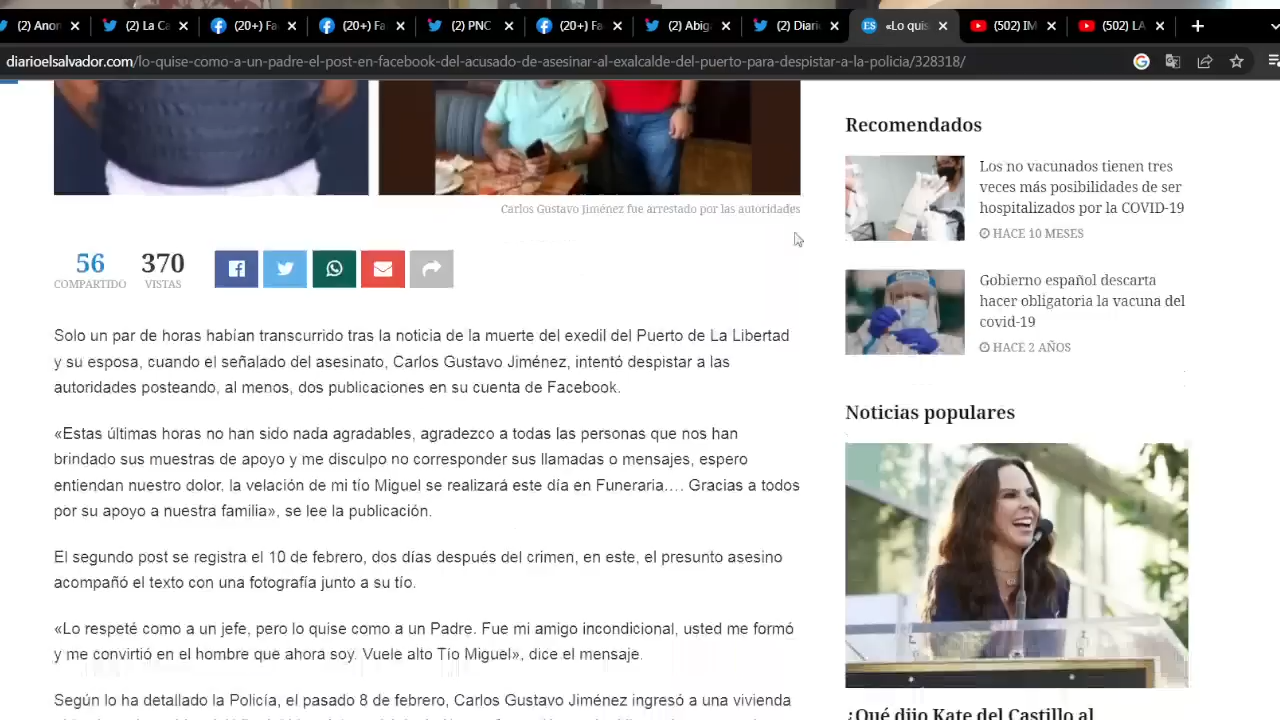 (2) Anor
(2) La Ca
(20+) Fa
(20+) Fa
(2) PNC
(20+) Fa
(2) Abig
(2) Diari
ES «Lo quis
(502) IM
(502) LA
diarioelsalvador.com/lo-quise-como-a-un-padre-el-post-en-facebook-del-acusado-de-asesinar-al-exalcalde-del-puerto-para-despistar-a-la-policia/328318/
Carlos Gustavo Jiménez fue arrestado por las autoridades
56
COMPARTIDO
370
VISTAS
Solo un par de horas habían transcurrido tras la noticia de la muerte del exedil del Puerto de La Libertad
y su esposa, cuando el señalado del asesinato, Carlos Gustavo Jiménez, intentó despistar a las
autoridades posteando, al menos, dos publicaciones en su cuenta de Facebook.
«Estas últimas horas no han sido nada agradables, agradezco a todas las personas que nos han
brindado sus muestras de apoyo y me disculpo no corresponder sus llamadas o mensajes, espero
entiendan nuestro dolor. la velación de mi tío Miguel se realizará este día en Funeraria…. Gracias a todos
por su apoyo a nuestra familia», se lee la publicación.
El segundo post se registra el 10 de febrero, dos días después del crimen, en este, el presunto asesino
acompañó el texto con una fotografía junto a su tío.
«Lo respeté como a un jefe, pero lo quise como a un Padre. Fue mi amigo incondicional, usted me formó
y me convirtió en el hombre que ahora soy. Vuele alto Tío Miguel», dice el mensaje.
Según lo ha detallado la Policía, el pasado 8 de febrero, Carlos Gustavo Jiménez ingresó a una vivienda
Recomendados
Los no vacunados tienen tres
veces más posibilidades de ser
hospitalizados por la COVID-19
HACE 10 MESES
Gobierno español descarta
hacer obligatoria la vacuna del
covid-19
HACE 2 AÑOS
Noticias populares
¿Qué dijo Kate del Castillo al